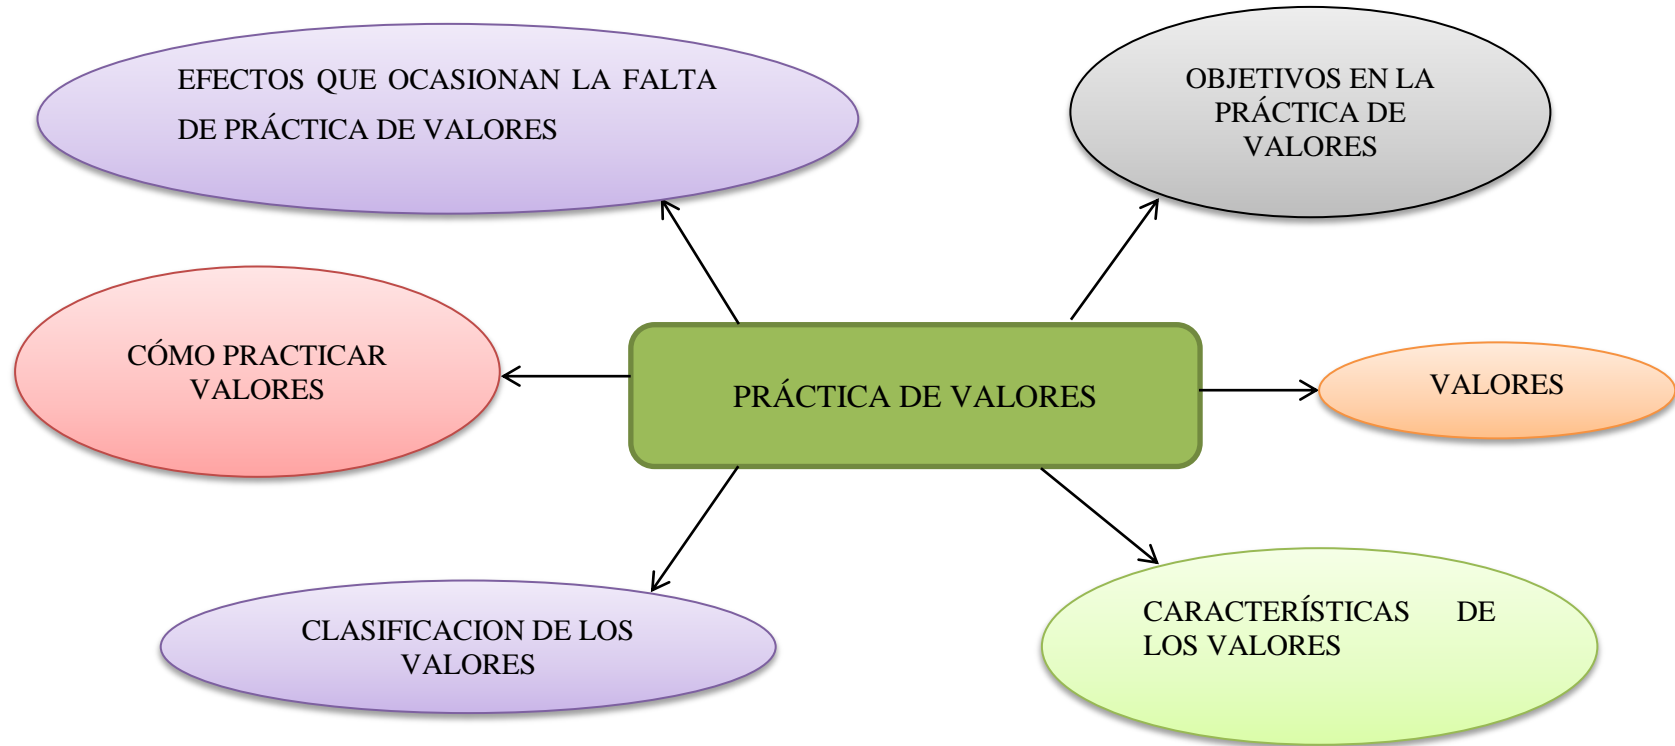 EFECTOS QUE OCASIONAN LA FALTA
DE PRÁCTICA DE VALORES
OBJETIVOS EN LA
PRÁCTICA DE
VALORES
CÓMO PRACTICAR
VALORES
PRÁCTICA DE VALORES
VALORES
CLASIFICACION DE LOS
VALORES
CARACTERÍSTICAS DE
LOS VALORES